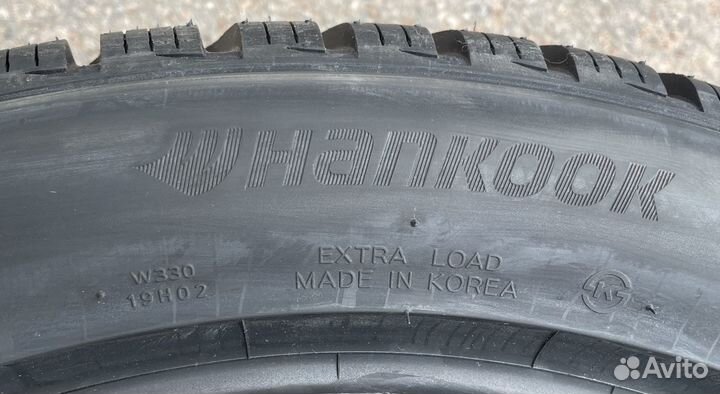 Hankook
EXTRA LOAD
MADE IN KOREA
W330
19H02
Avito